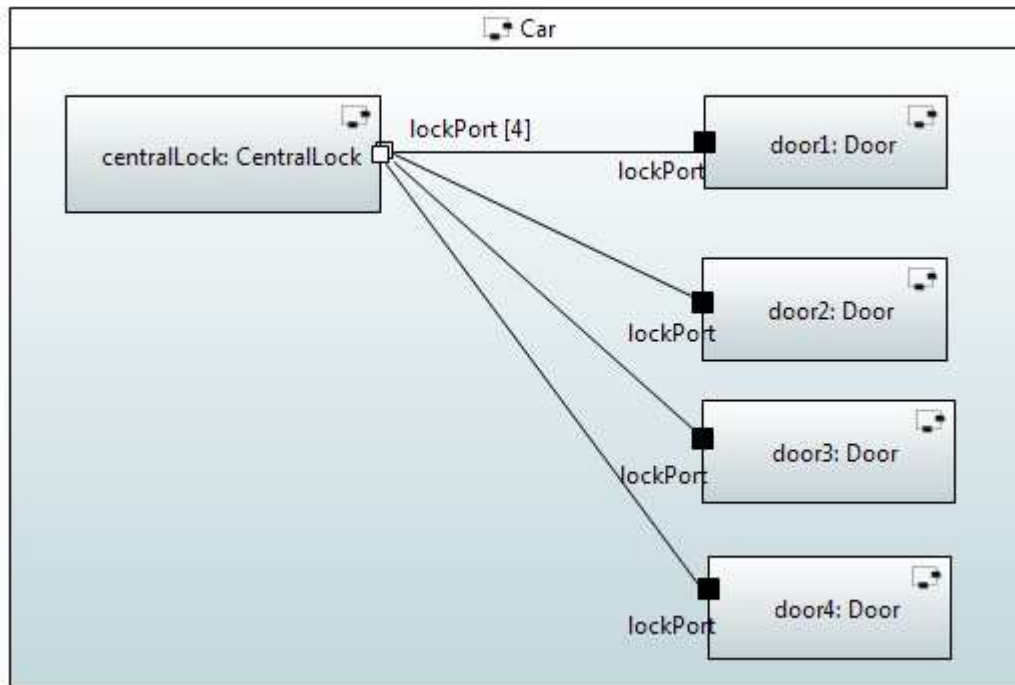 Car
centralLock: CentralLock
lockPort [4]
lockPort
door1: Door
lockPort
door2: Door
lockPort
door3: Door
lockPort
door4: Door